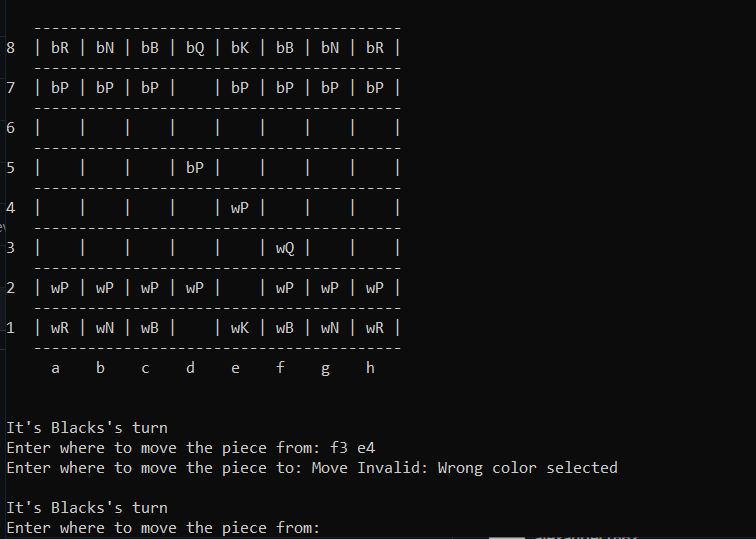 -----------------------------------------
8 | bR | bN | bB | bQ | bK | bB | bN | bR |
-----------------------------------------
7 | bP | bP | bP |    | bP | bP | bP | bP |
-----------------------------------------
6 |    |    |    |    |    |    |    |    |
-----------------------------------------
5 |    |    |    | bP |    |    |    |    |
-----------------------------------------
4 |    |    |    |    | wP |    |    |    |
-----------------------------------------
3 |    |    |    |    |    | wQ |    |    |
-----------------------------------------
2 | wP | wP | wP | wP |    | wP | wP | wP |
-----------------------------------------
1 | wR | wN | wB |    | wK | wB | wN | wR |
-----------------------------------------
a b c d e f g h
It's Blacks's turn
Enter where to move the piece from: f3 e4
Enter where to move the piece to: Move Invalid: Wrong color selected
It's Blacks's turn
Enter where to move the piece from: